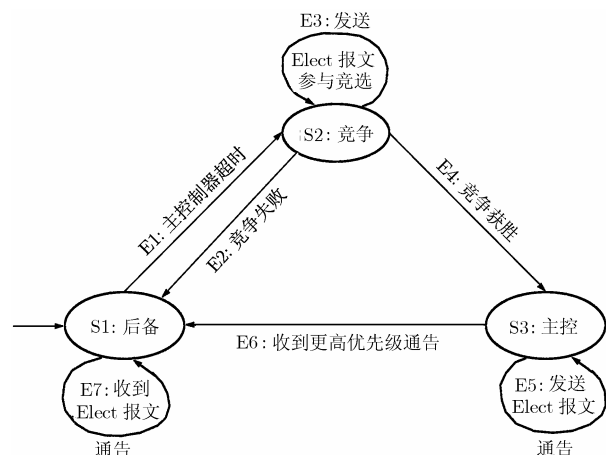 E3: 发送
Elect 报文
参与竞选
S2: 竞争
E1: 主控制器超时
E2: 竞争失败
E4: 竞争获胜
S1: 后备
S3: 主控
E6: 收到更高优先级通告
E7: 收到
Elect 报文
通告
E5: 发送
Elect 报文
通告